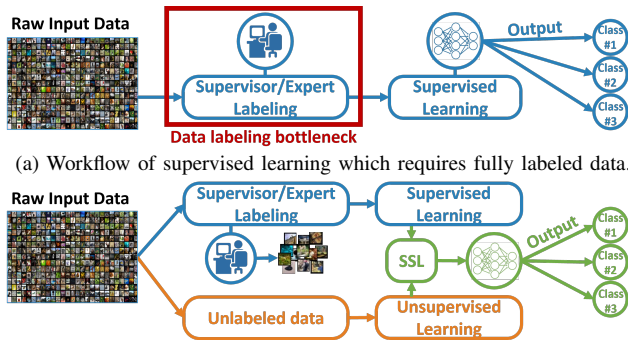 Raw Input Data
Supervisor/Expert
Labeling
Data labeling bottleneck
Supervised
Learning
Output
Class
#1
Class
#2
Class
#3
(a) Workflow of supervised learning which requires fully labeled data.
Raw Input Data
Supervisor/Expert
Labeling
Supervised
Learning
SSL
Output
Class
#1
Class
#2
Class
#3
Unlabeled data
Unsupervised
Learning